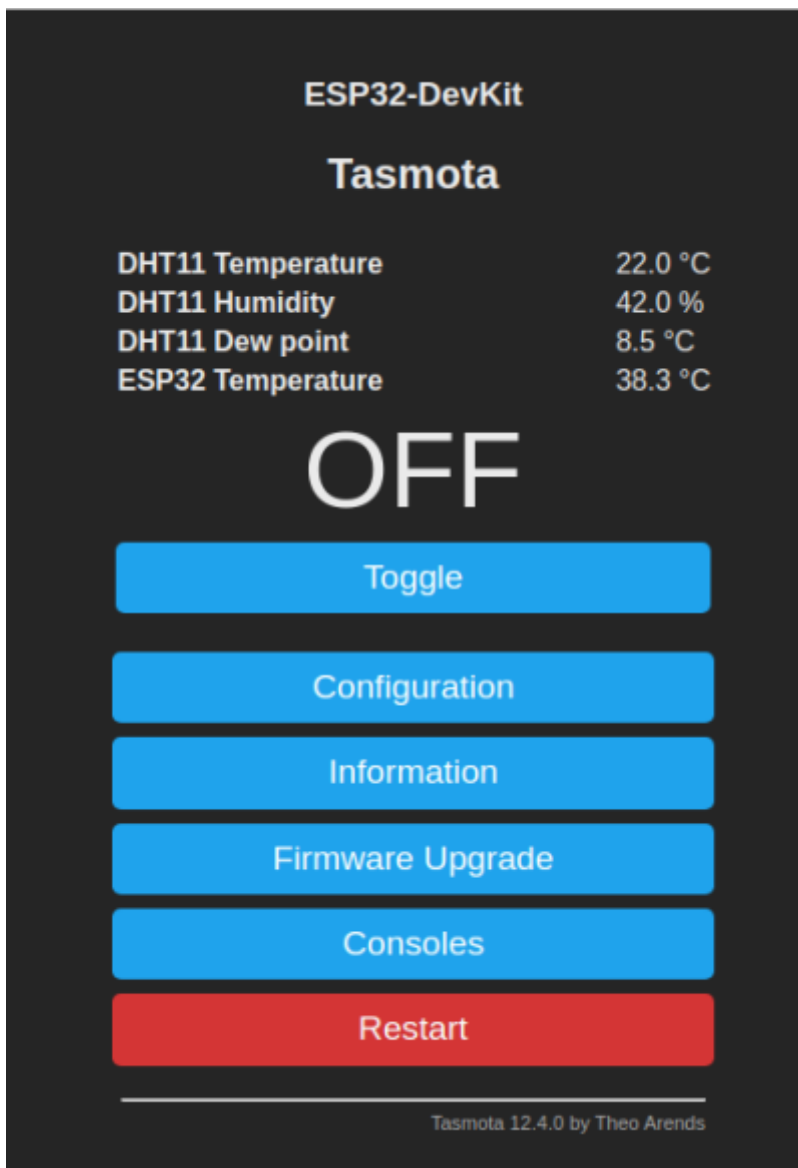 ESP32-DevKit
Tasmota
DHT11 Temperature 22.0 °C
DHT11 Humidity 42.0 %
DHT11 Dew point 8.5 °C
ESP32 Temperature 38.3 °C
OFF
Toggle
Configuration
Information
Firmware Upgrade
Consoles
Restart
Tasmota 12.4.0 by Theo Arends